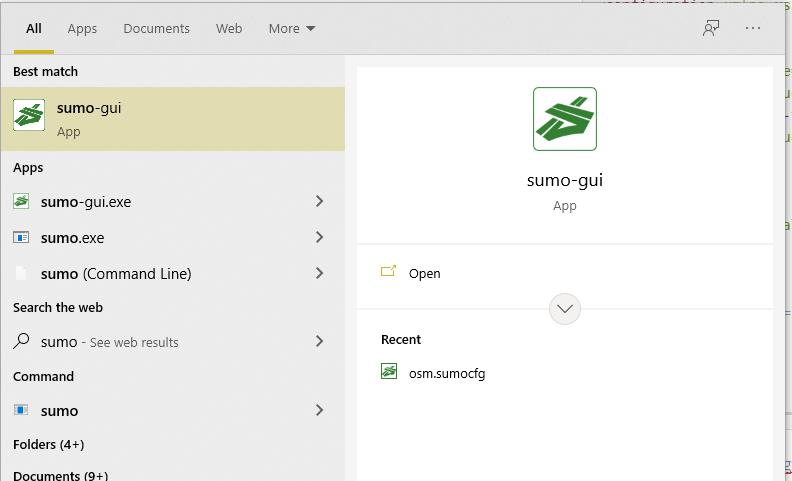 All Apps Documents Web More
Best match
sumo-gui
App
Apps
sumo-gui.exe
sumo.exe
sumo (Command Line)
Search the web
sumo - See web results
Command
sumo
Folders (4+)
Documents (9+)
sumo-gui
App
Open
Recent
osm.sumocfg